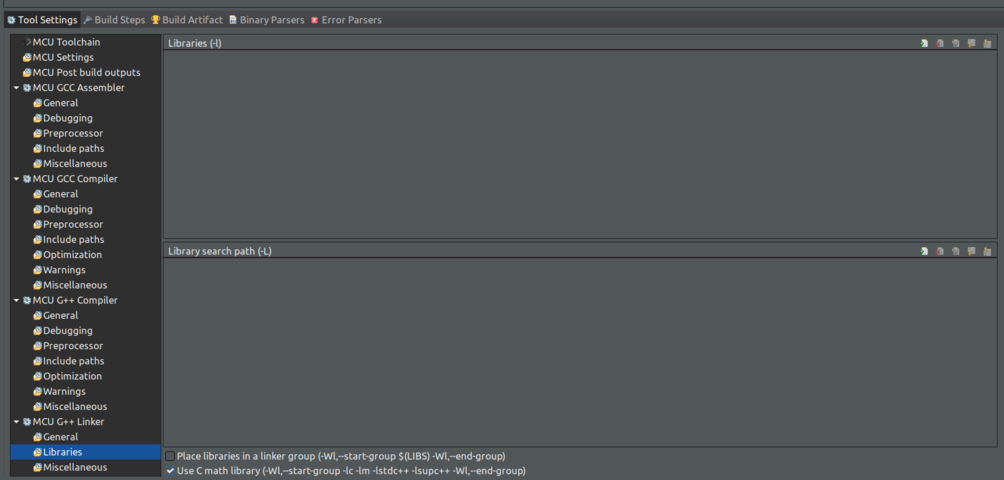 Tool Settings Build Steps Build Artifact Binary Parsers Error Parsers
MCU Toolchain
MCU Settings
MCU Post build outputs
MCU GCC Assembler
General
Debugging
Preprocessor
Include paths
Miscellaneous
MCU GCC Compiler
General
Debugging
Preprocessor
Include paths
Optimization
Warnings
Miscellaneous
MCU G++ Compiler
General
Debugging
Preprocessor
Include paths
Optimization
Warnings
Miscellaneous
MCU G++ Linker
General
Libraries
Miscellaneous
Libraries (-l)
Library search path (-L)
Place libraries in a linker group (-Wl,--start-group $(LIBS) -Wl,--end-group)
Use C math library (-Wl,--start-group -lc -lm -lstdc++ -lsupc++ -Wl,--end-group)